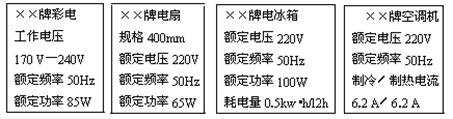 ××牌彩电
工作电压
170 V—240V
额定频率 50Hz
额定功率 85W
××牌电扇
规格 400mm
额定电压 220V
额定频率 50Hz
额定功率 65W
××牌电冰箱
额定电压 220V
额定频率 50Hz
额定功率 100W
耗电量 0.5kw·h/l2h
××牌空调机
额定电压 220V
额定频率 50Hz
制冷／制热电流
6.2 A／6.2 A